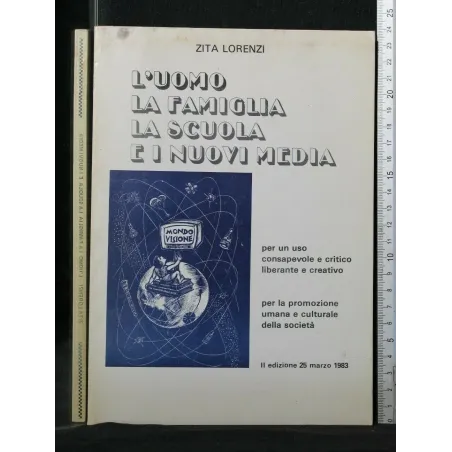 ZITA LORENZI
L'UOMO
LA FAMIGLIA
LA SCUOLA
E I NUOVI MEDIA
MONDO
VISIONE
per un uso
consapevole e critico
liberante e creativo
per la promozione
umana e culturale
della società
II edizione 25 marzo 1983